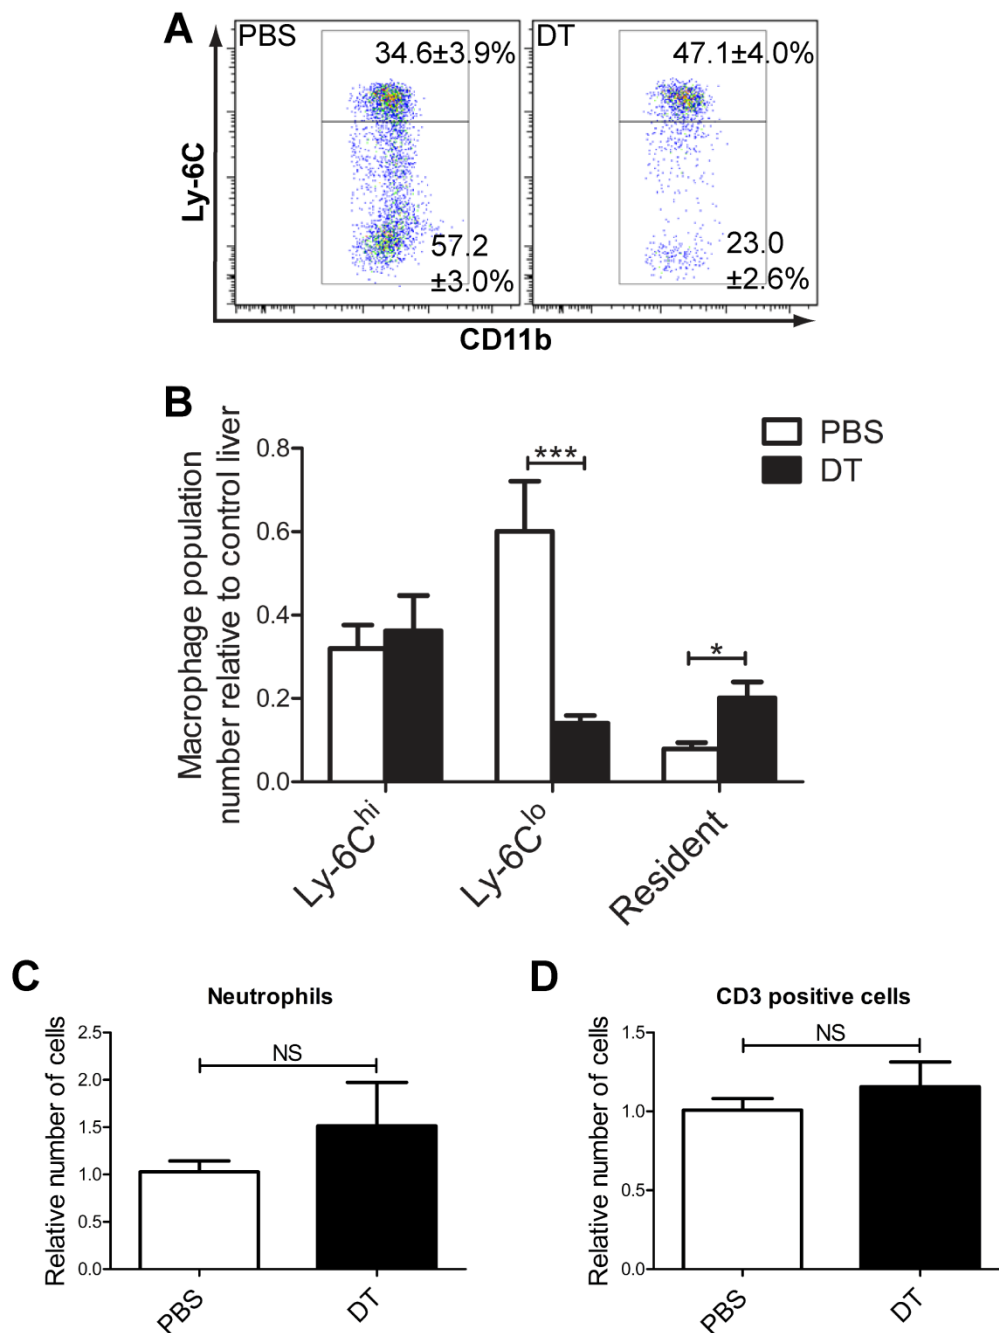 A
PBS
34.6±3.9%
57.2
±3.0%
DT
47.1±4.0%
23.0
±2.6%
Ly-6C
CD11b
B
Macrophage population
number relative to control liver
0.8
0.6
0.4
0.2
0.0
***
*
PBS
DT
Ly-6Chi
Ly-6Clo
Resident
C
Neutrophils
Relative number of cells
2.5
2.0
1.5
1.0
0.5
0.0
NS
PBS
DT
D
CD3 positive cells
Relative number of cells
1.5
1.0
0.5
0.0
NS
PBS
DT